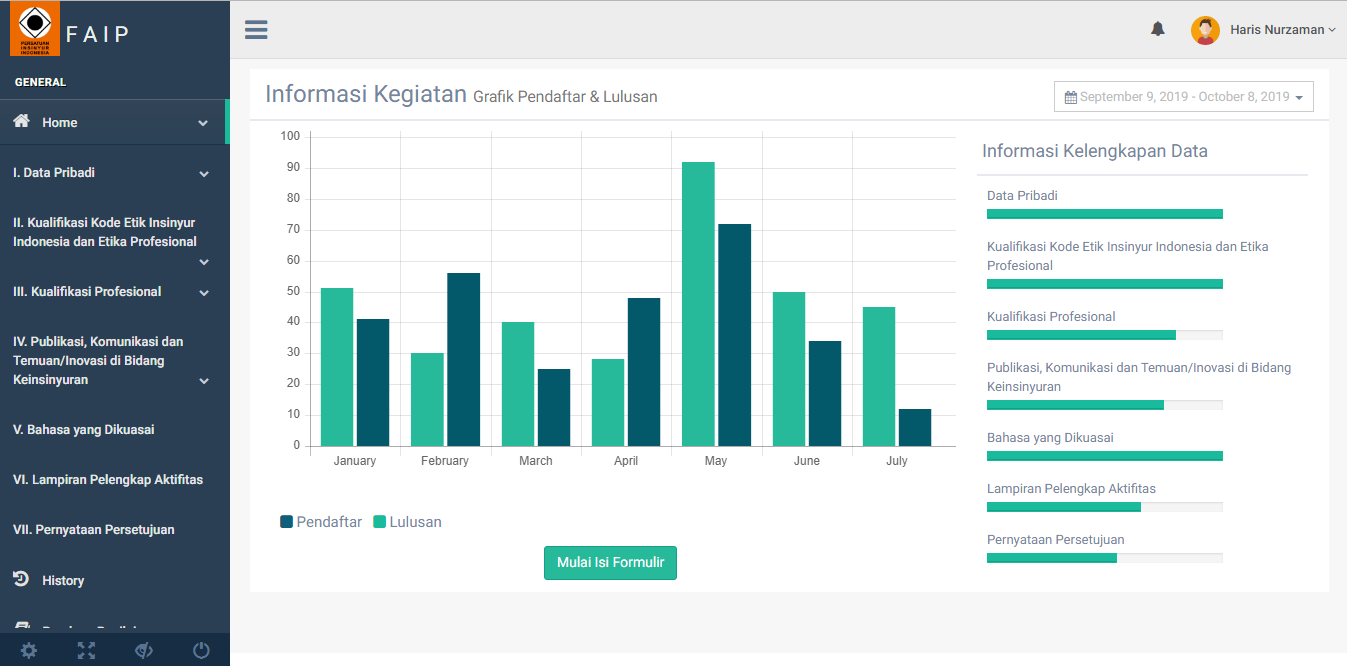 PERSATUAN
INSINYUR
INDONESIA
FAIP
GENERAL
Home
I. Data Pribadi
II. Kualifikasi Kode Etik Insinyur
Indonesia dan Etika Profesional
III. Kualifikasi Profesional
IV. Publikasi, Komunikasi dan
Temuan/Inovasi di Bidang
Keinsinyuran
V. Bahasa yang Dikuasai
VI. Lampiran Pelengkap Aktifitas
VII. Pernyataan Persetujuan
History
Haris Nurzaman
Informasi Kegiatan Grafik Pendaftar & Lulusan
September 9, 2019 - October 8, 2019
100
90
80
70
60
50
40
30
20
10
0
January February March April May June July
Pendaftar Lulusan
Mulai Isi Formulir
Informasi Kelengkapan Data
Data Pribadi
Kualifikasi Kode Etik Insinyur Indonesia dan Etika
Profesional
Kualifikasi Profesional
Publikasi, Komunikasi dan Temuan/Inovasi di Bidang
Keinsinyuran
Bahasa yang Dikuasai
Lampiran Pelengkap Aktifitas
Pernyataan Persetujuan